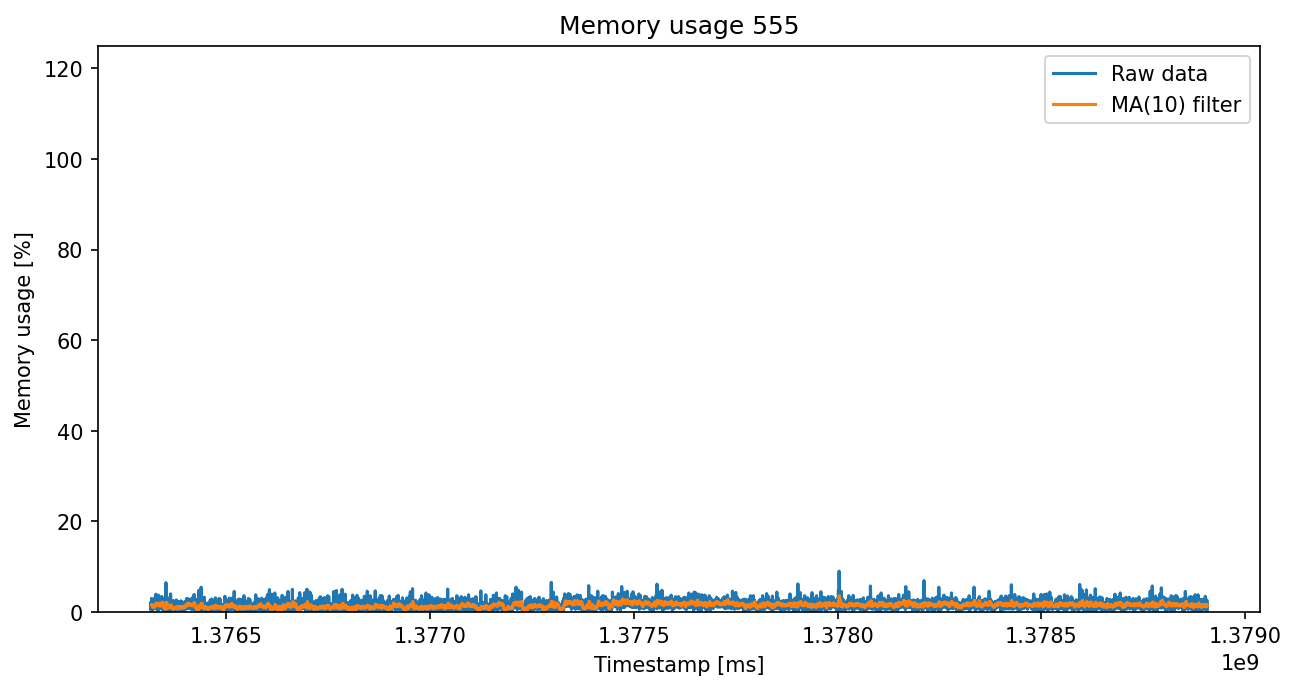 Memory usage 555
Raw data
MA(10) filter
Memory usage [%]
120
100
80
60
40
20
0
1.3765
1.3770
1.3775
1.3780
1.3785
1.3790
Timestamp [ms]
1e9